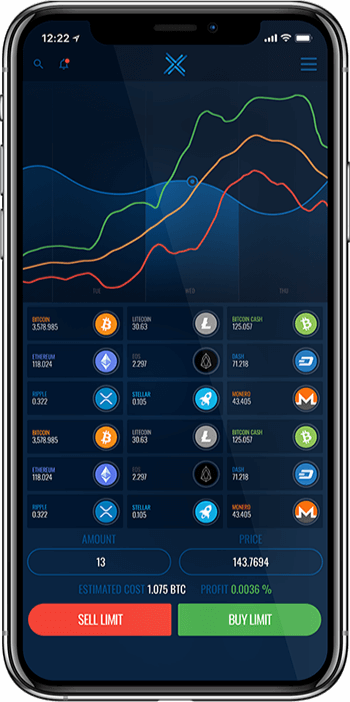 12:22
TUE
WED
THU
BITCOIN
3,578.985
LITECOIN
30.63
BITCOIN CASH
125.057
ETHEREUM
118.024
EOS
2.297
DASH
71.218
RIPPLE
0.322
STELLAR
0.105
MONERO
43,405
BITCOIN
3,578.985
LITECOIN
30.63
BITCOIN CASH
125.057
ETHEREUM
118.024
EOS
2.297
DASH
71.218
RIPPLE
0.322
STELLAR
0.105
MONERO
43,405
AMOUNT PRICE
13 143.7694
ESTIMATED COST 1.075 BTC PROFIT 0.0036 %
SELL LIMIT BUY LIMIT